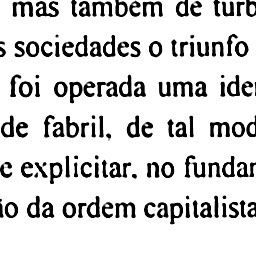 mas também de turb
s sociedades o triunfo
foi operada uma ide
de fabril, de tal mod
e explicitar, no fundar
ão da ordem capitalista